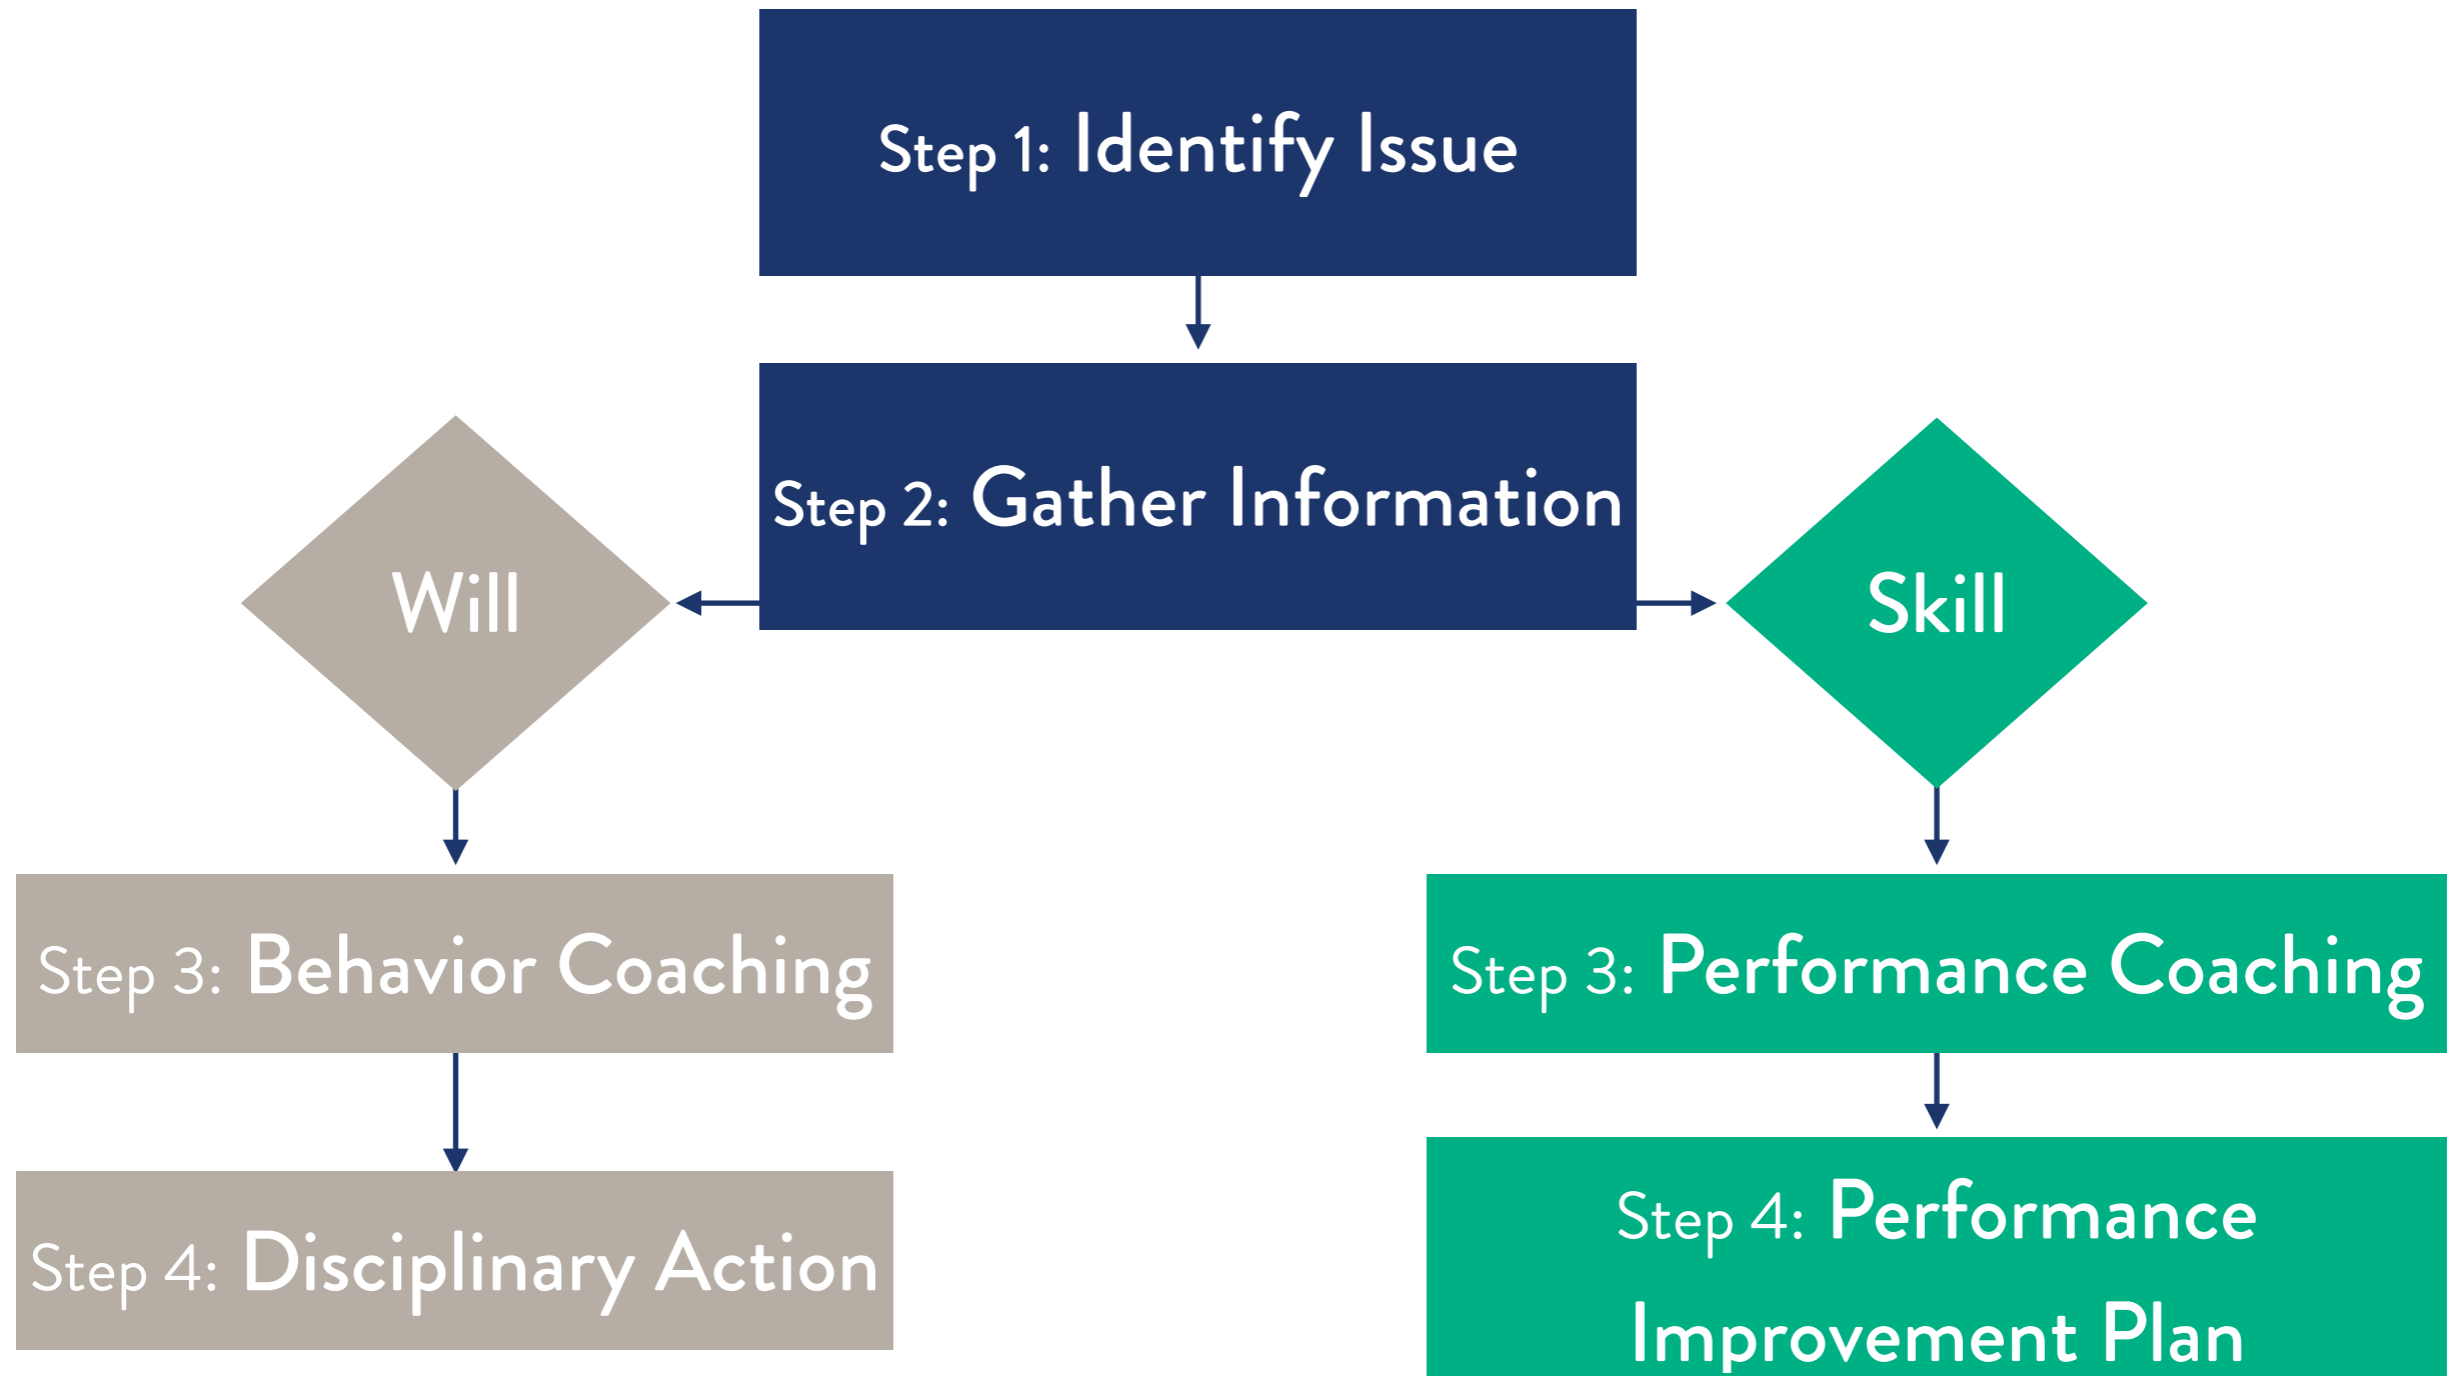 Step 1: Identify Issue
Step 2: Gather Information
Will
Skill
Step 3: Behavior Coaching
Step 3: Performance Coaching
Step 4: Disciplinary Action
Step 4: Performance
Improvement Plan